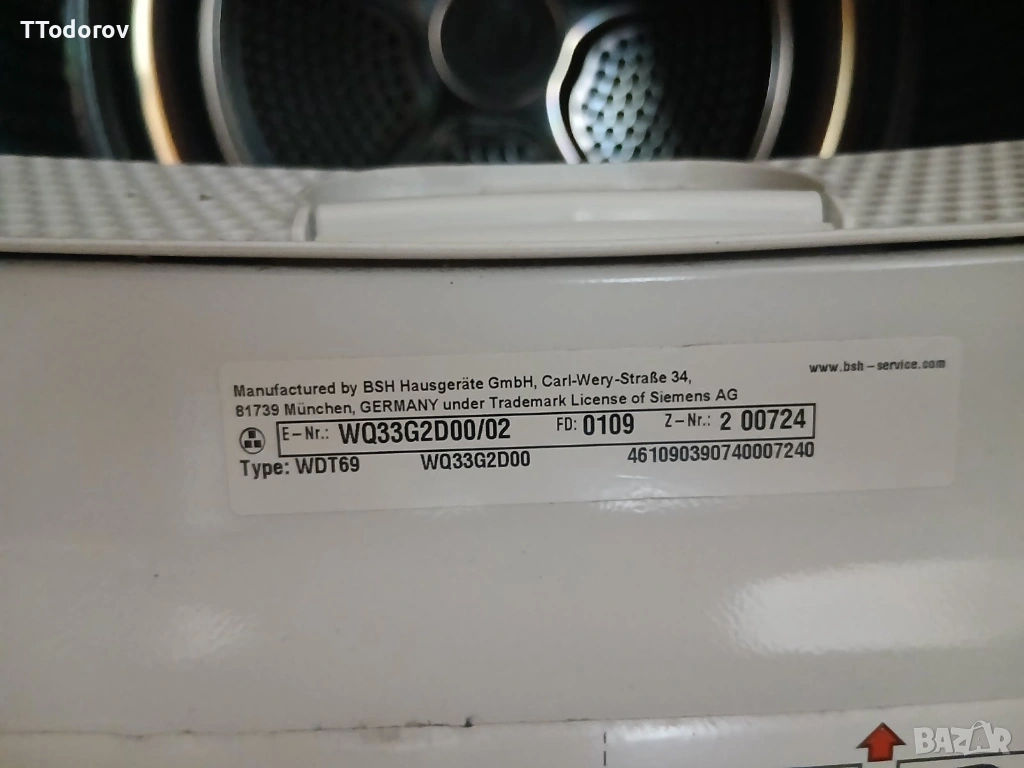 TTodorov
www.bsh-service.com
Manufactured by BSH Hausgeräte GmbH, Carl-Wery-Straße 34,
81739 München, GERMANY under Trademark License of Siemens AG
E-Nr.: WQ33G2D00/02 FD: 0109 Z-Nr.: 2 00724
Type: WDT69 WQ33G2D00 461090390740007240
BAZAR